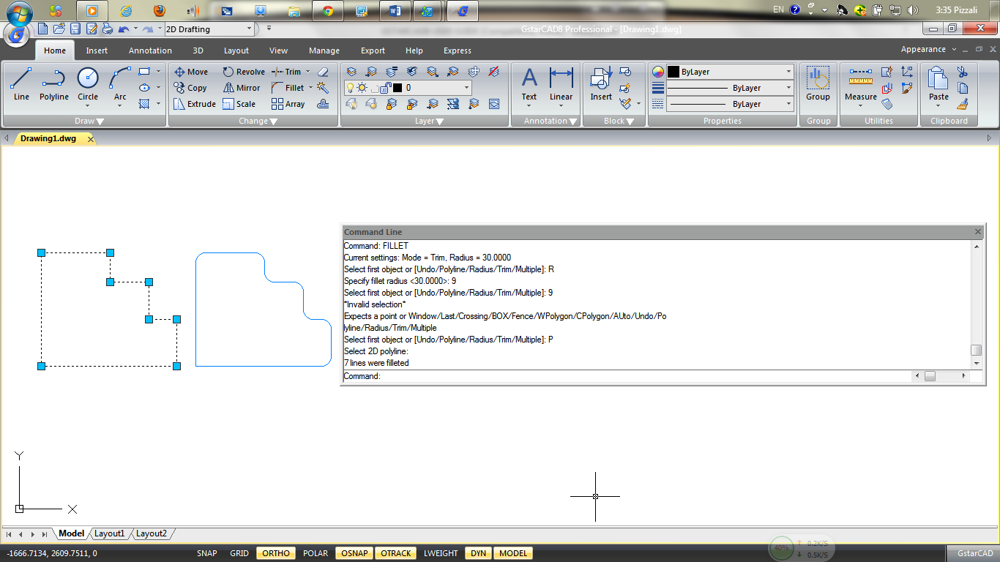 EN 3:35 Pizzali
2D Drafting GstarCAD8 Professional - [Drawing1.dwg]
Home Insert Annotation 3D Layout View Manage Export Help Express Appearance
Line Polyline Circle Arc
Move Revolve Trim
Copy Mirror Fillet
Extrude Scale Array
0
Text Linear
Insert
ByLayer
ByLayer
ByLayer
Group
Measure
Paste
Draw Change Layer Annotation Block Properties Group Utilities Clipboard
Drawing1.dwg
Command Line
Command: FILLET
Current settings: Mode = Trim, Radius = 30.0000
Select first object or [Undo/Polyline/Radius/Trim/Multiple]: R
Specify fillet radius <30.0000>: 9
Select first object or [Undo/Polyline/Radius/Trim/Multiple]: 9
*Invalid selection*
Expects a point or Window/Last/Crossing/BOX/Fence/WPolygon/CPolygon/AUto/Undo/Po
lyline/Radius/Trim/Multiple
Select first object or [Undo/Polyline/Radius/Trim/Multiple]: P
Select 2D polyline:
7 lines were filleted
Command:
Y
X
Model Layout1 Layout2
-1666.7134, 2609.7511, 0 SNAP GRID ORTHO POLAR OSNAP OTRACK LWEIGHT DYN MODEL 40% 0.2K/S
0.5K/S
GstarCAD